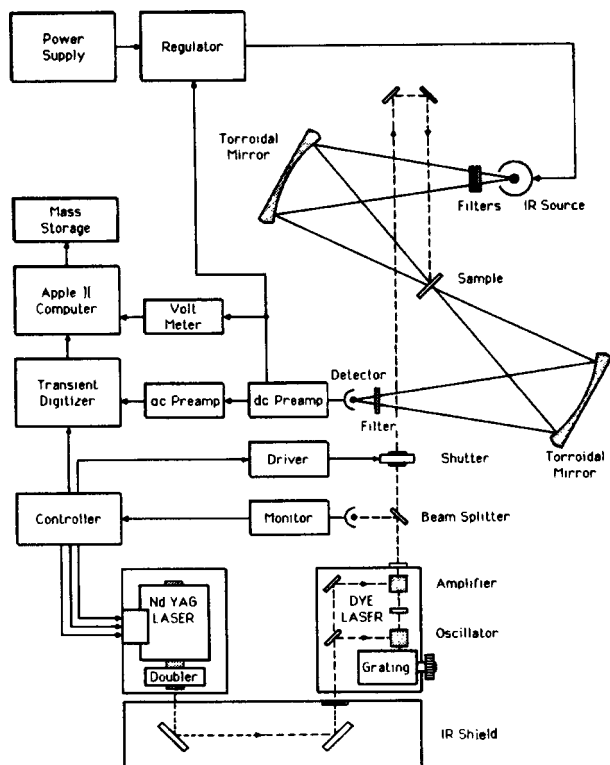 Power
Supply
Regulator
Torroidal
Mirror
Filters
IR Source
Mass
Storage
Sample
Apple ][
Computer
Volt
Meter
Transient
Digitizer
ac Preamp
dc Preamp
Detector
Filter
Torroidal
Mirror
Driver
Shutter
Controller
Monitor
Beam Splitter
Nd YAG
LASER
Doubler
DYE
LASER
Amplifier
Oscillator
Grating
IR Shield